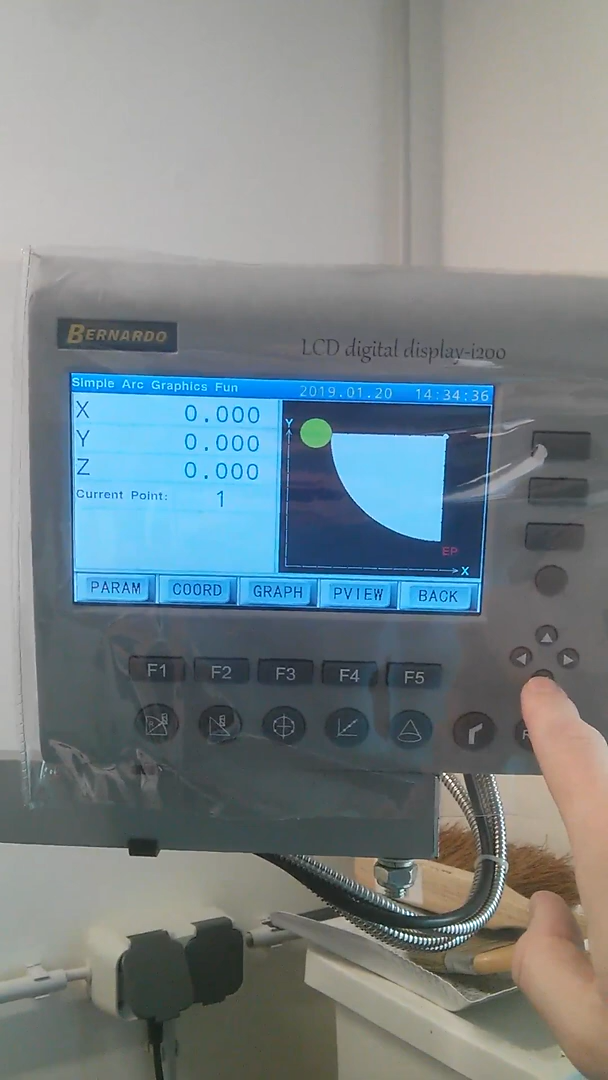 BERNARDO
LCD digital display-i200
Simple Arc Graphics Fun 2019.01.20 14:34:36
X 0.000
Y 0.000
Z 0.000
Current Point: 1
Y
EP
X
PARAM COORD GRAPH PVIEW BACK
F1 F2 F3 F4 F5